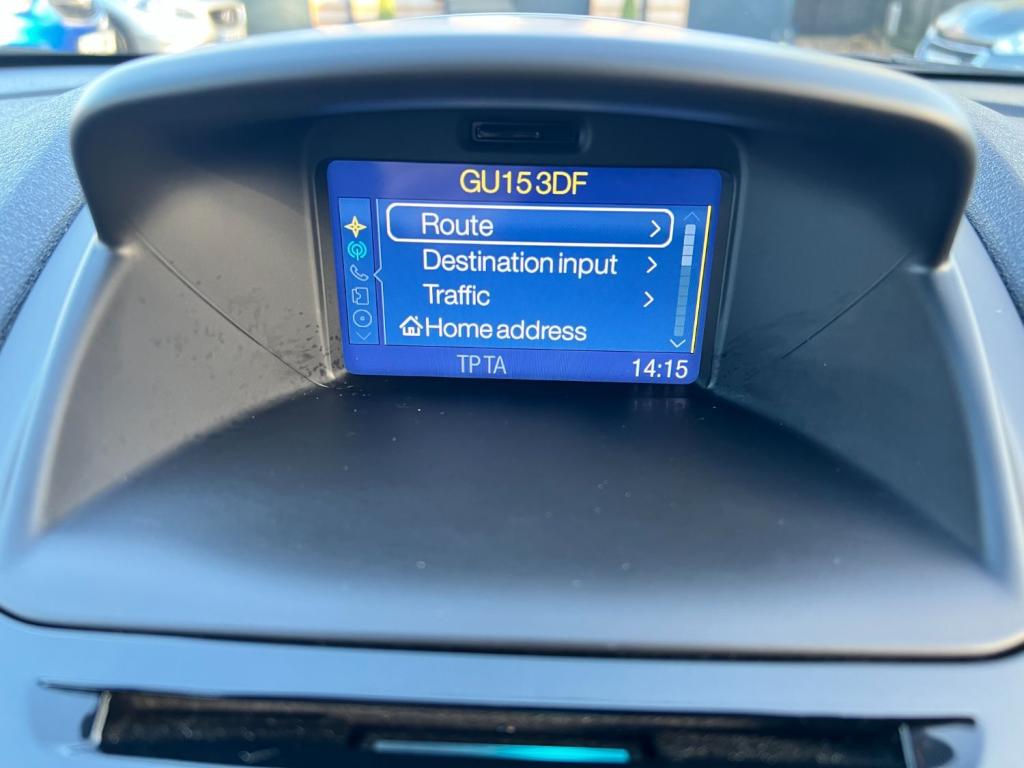 GU15 3DF
Route
Destination input
Traffic
Home address
TP TA
14:15